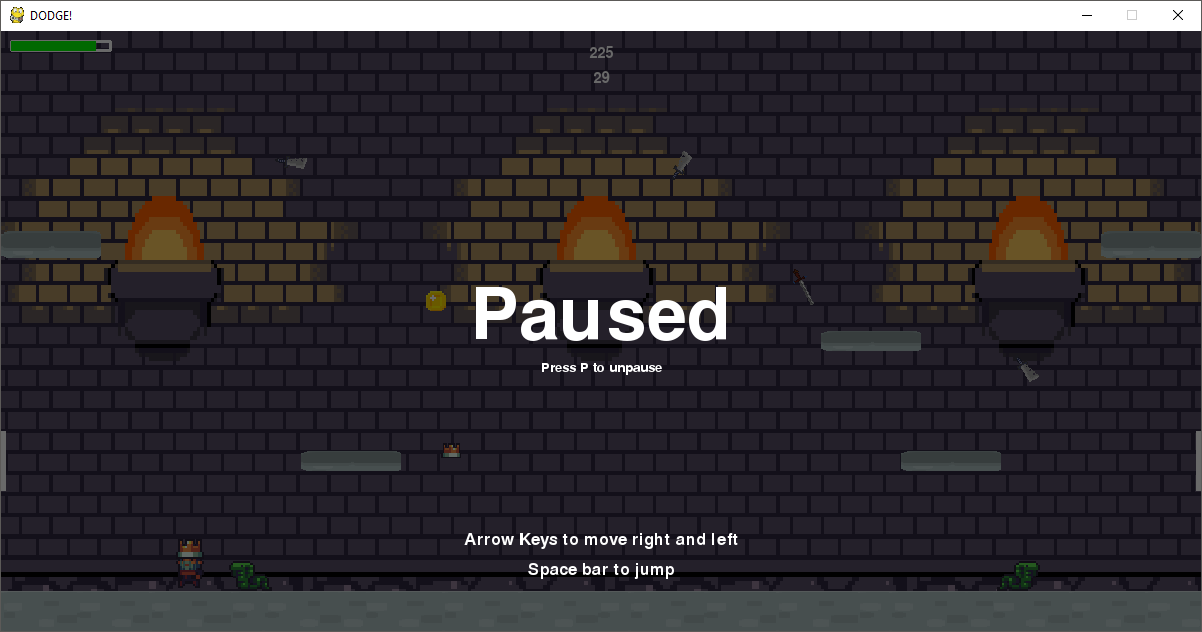 DODGE!
225
29
Paused
Press P to unpause
Arrow Keys to move right and left
Space bar to jump